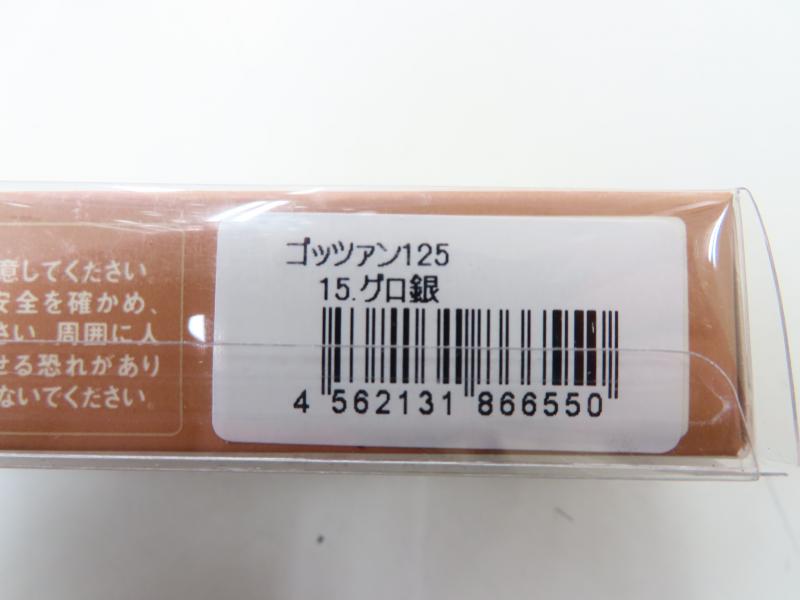 意してください
安全を確かめ、
さい 周囲に人
せる恐れがあり
ないてください
ゴッツァン125
15.グロ銀
4 562131 866550